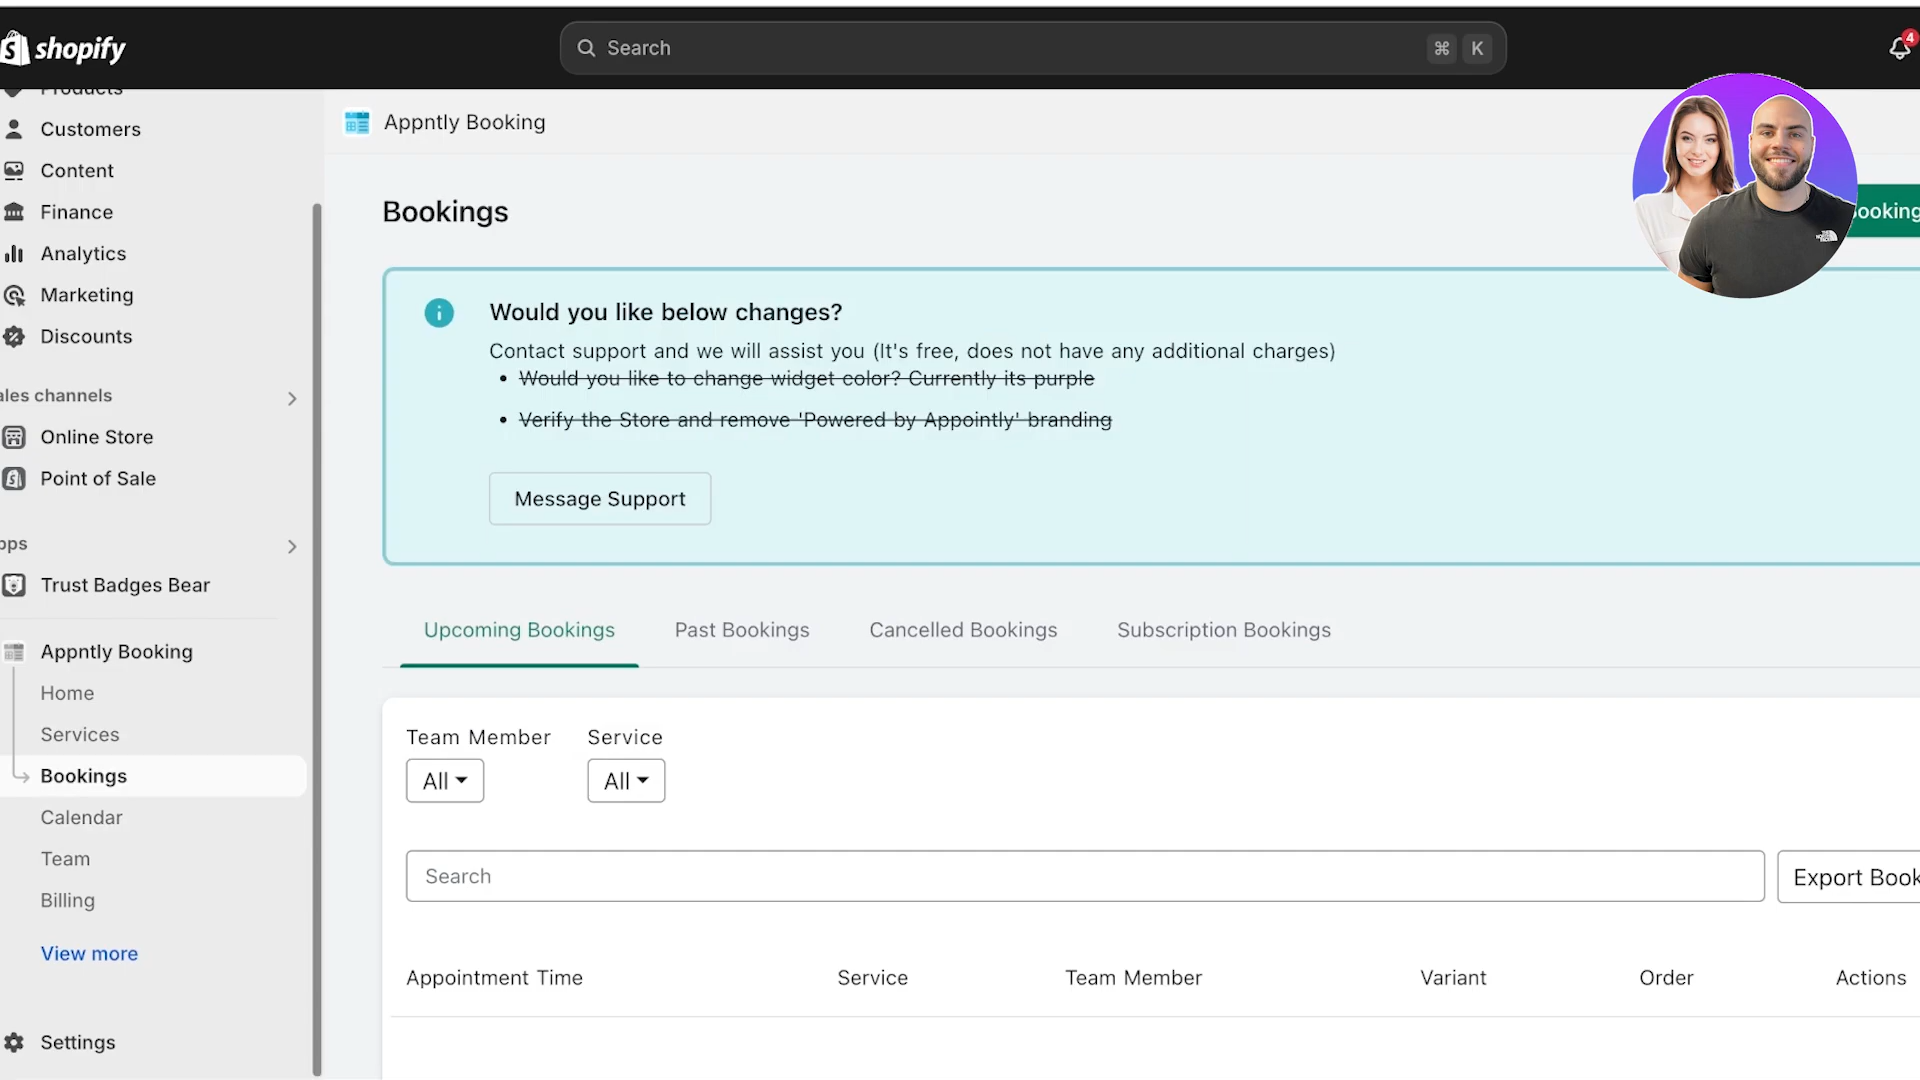 shopify
Search
⌘ K
4
Products
Customers
Content
Finance
Analytics
Marketing
Discounts
ales channels
Online Store
Point of Sale
pps
Trust Badges Bear
Appntly Booking
Home
Services
Bookings
Calendar
Team
Billing
View more
Settings
Appntly Booking
Bookings
ooking
Would you like below changes?
Contact support and we will assist you (It's free, does not have any additional charges)
• Would you like to change widget color? Currently its purple
• Verify the Store and remove 'Powered by Appointly' branding
Message Support
Upcoming Bookings Past Bookings Cancelled Bookings Subscription Bookings
Team Member Service
All All
Search
Export Book
Appointment Time Service Team Member Variant Order Actions